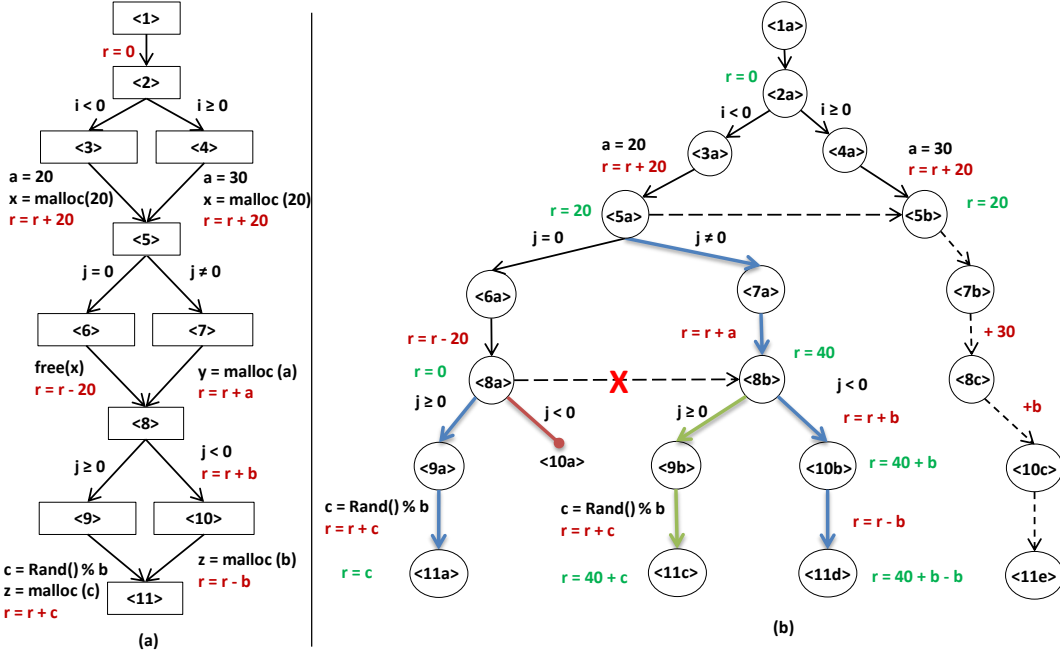 <1>
r = 0
<2>
i < 0
i ≥ 0
<3>
<4>
a = 20
x = malloc(20)
r = r + 20
a = 30
x = malloc (20)
r = r + 20
<5>
j = 0
j ≠ 0
<6>
<7>
free(x)
r = r - 20
y = malloc (a)
r = r + a
<8>
j ≥ 0
j < 0
r = r + b
<9>
<10>
c = Rand() % b
z = malloc (c)
r = r + c
z = malloc (b)
r = r - b
<11>
(a)
<1a>
r = 0
<2a>
i < 0
i ≥ 0
<3a>
<4a>
a = 20
r = r + 20
a = 30
r = r + 20
r = 20
<5a>
<5b>
r = 20
j = 0
j ≠ 0
<6a>
<7a>
<7b>
r = r - 20
r = r + a
+ 30
r = 0
<8a>
X
<8b>
r = 40
<8c>
j ≥ 0
j < 0
j ≥ 0
j < 0
r = r + b
+b
<9a>
<10a>
<9b>
<10b>
r = 40 + b
<10c>
c = Rand() % b
r = r + c
c = Rand() % b
r = r + c
r = r - b
r = c
<11a>
r = 40 + c
<11c>
<11d>
r = 40 + b - b
<11e>
(b)